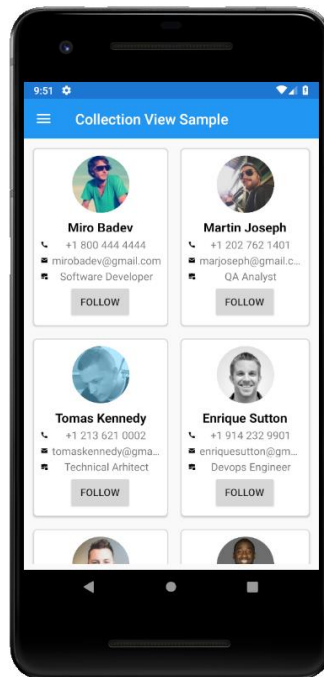 9:51
Collection View Sample
Miro Badev
+1 800 444 4444
mirobadev@gmail.com
Software Developer
FOLLOW
Martin Joseph
+1 202 762 1401
marjoseph@gmail.c...
QA Analyst
FOLLOW
Tomas Kennedy
+1 213 621 0002
tomaskennedy@gma...
Technical Arhitect
FOLLOW
Enrique Sutton
+1 914 232 9901
enriquesutton@gm...
Devops Engineer
FOLLOW